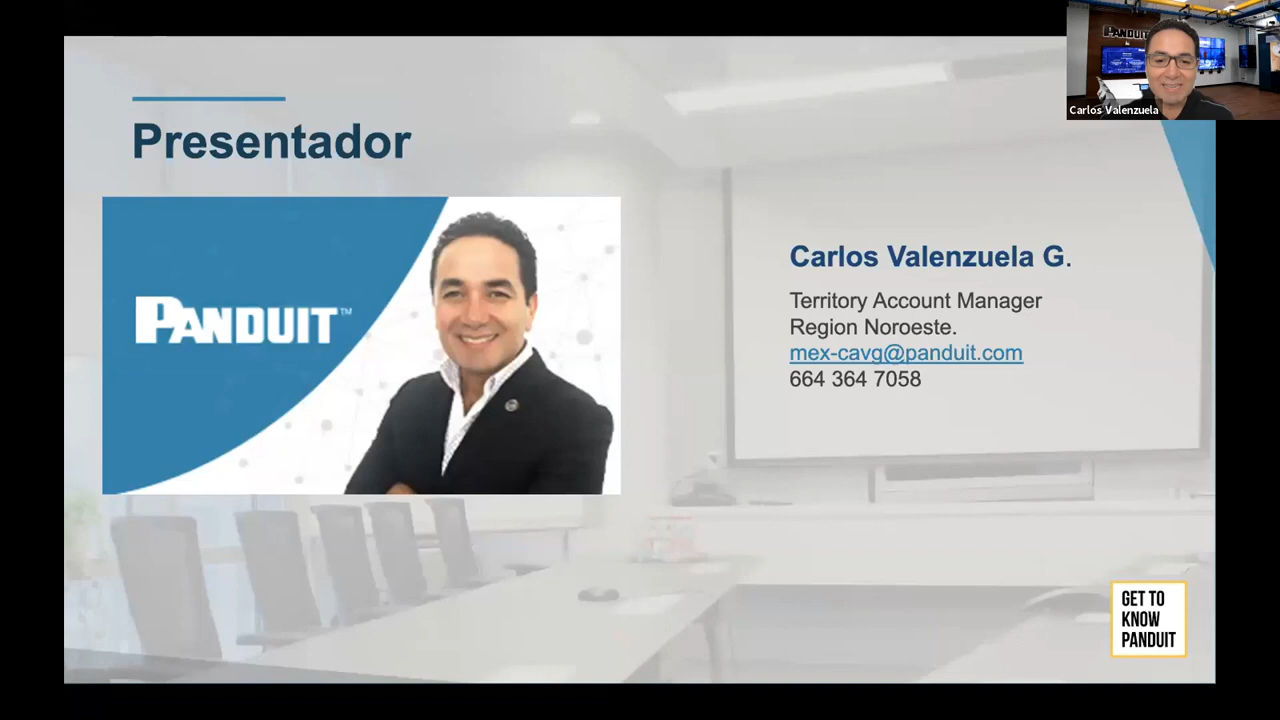 PANDUIT
Carlos Valenzuela
Presentador
PANDUIT™
Carlos Valenzuela G.
Territory Account Manager
Region Noroeste.
mex-cavg@panduit.com
664 364 7058
GET TO
KNOW
PANDUIT